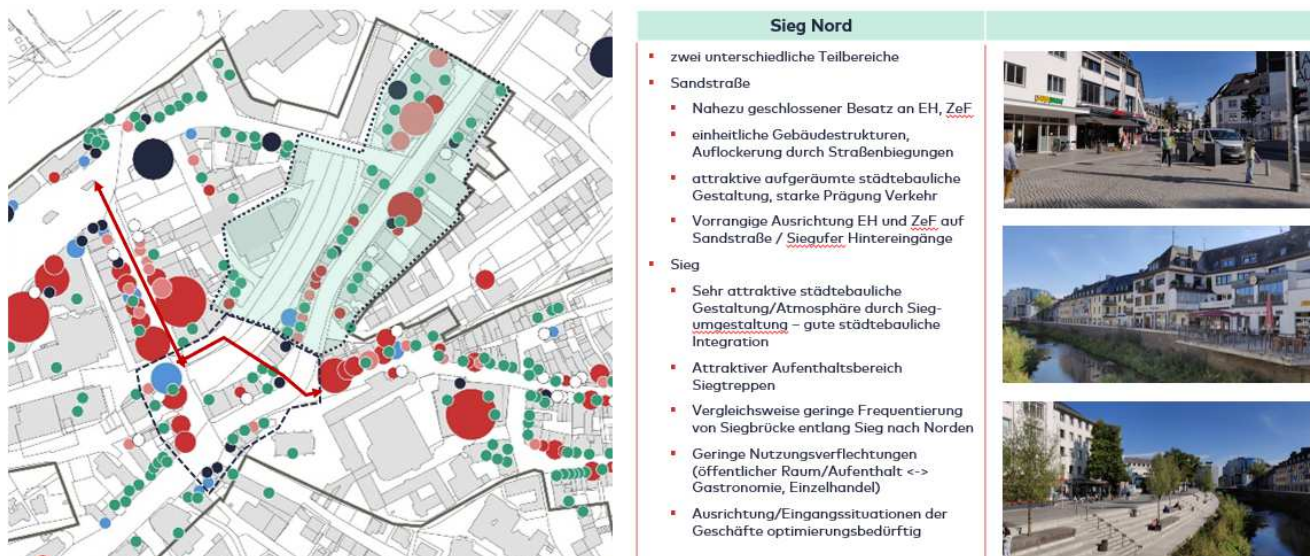 Sieg Nord
▪ zwei unterschiedliche Teilbereiche
▪ Sandstraße
▪ Nahezu geschlossener Besatz an EH, ZeF
▪ einheitliche Gebäudestrukturen,
Auflockerung durch Straßenbiegungen
▪ attraktive aufgeräumte städtebauliche
Gestaltung, starke Prägung Verkehr
▪ Vorrangige Ausrichtung EH und ZeF auf
Sandstraße / Siegufer Hintereingänge
▪ Sieg
▪ Sehr attraktive städtebauliche
Gestaltung/Atmosphäre durch Sieg-
umgestaltung – gute städtebauliche
Integration
▪ Attraktiver Aufenthaltsbereich
Siegtreppen
▪ Vergleichsweise geringe Frequentierung
von Siegbrücke entlang Sieg nach Norden
▪ Geringe Nutzungsverflechtungen
(öffentlicher Raum/Aufenthalt <->
Gastronomie, Einzelhandel)
▪ Ausrichtung/Eingangssituationen der
Geschäfte optimierungsbedürftig